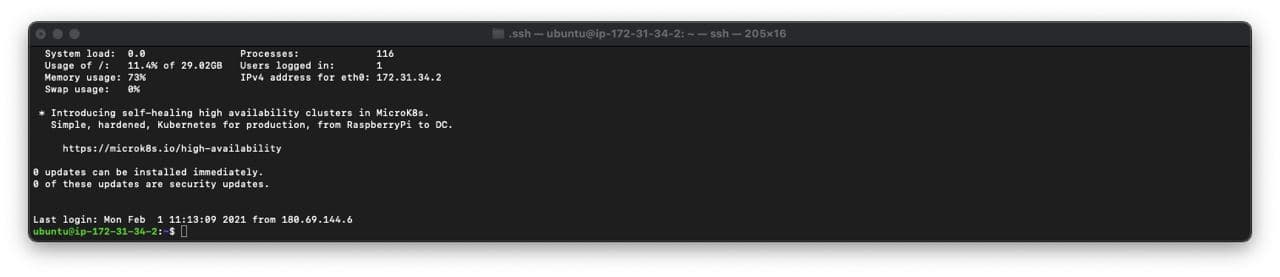 .ssh — ubuntu@ip-172-31-34-2: ~ — ssh — 205×16
System load:  0.0                Processes:             116
Usage of /:   11.4% of 29.02GB   Users logged in:       1
Memory usage: 73%                IPv4 address for eth0: 172.31.34.2
Swap usage:   0%
* Introducing self-healing high availability clusters in MicroK8s.
Simple, hardened, Kubernetes for production, from RaspberryPi to DC.
https://microk8s.io/high-availability
0 updates can be installed immediately.
0 of these updates are security updates.
Last login: Mon Feb  1 11:13:09 2021 from 180.69.144.6
ubuntu@ip-172-31-34-2:~$